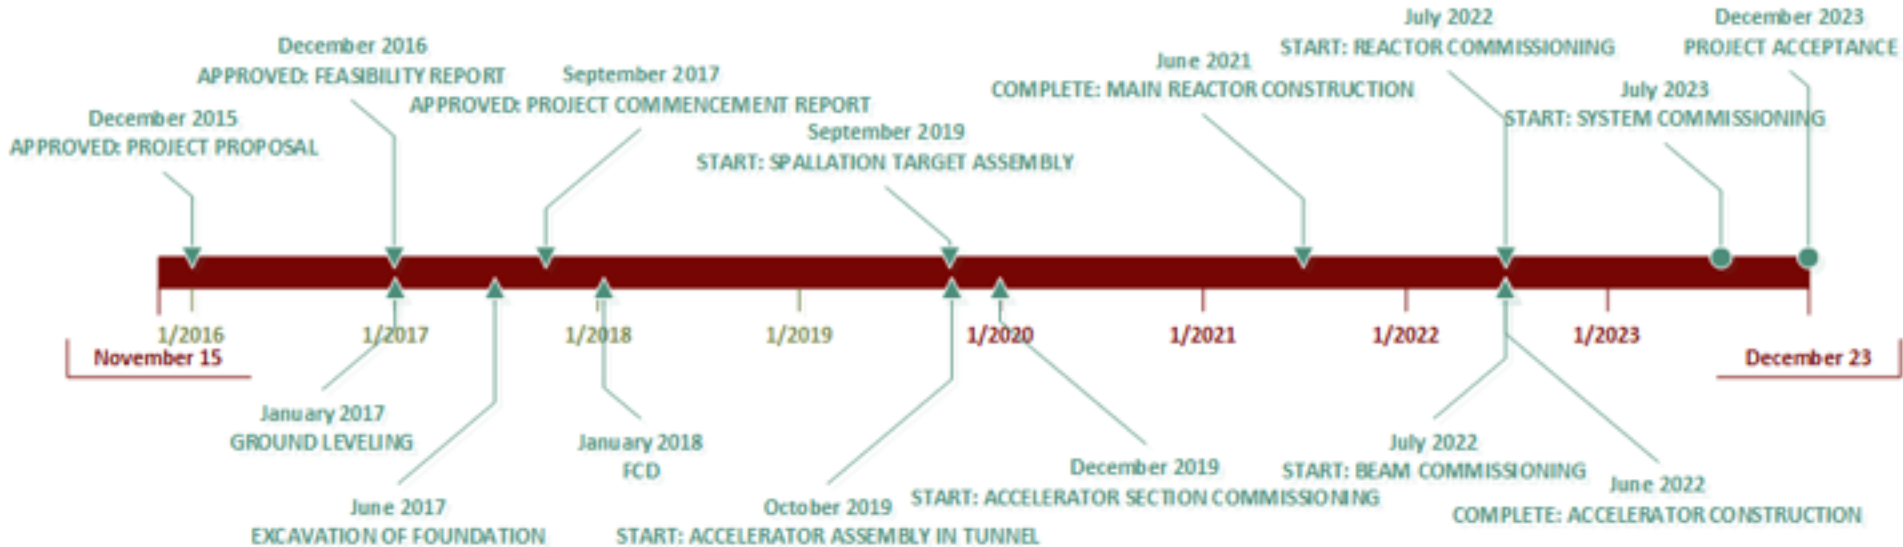 December 2015
APPROVED: PROJECT PROPOSAL
December 2016
APPROVED: FEASIBILITY REPORT
September 2017
APPROVED: PROJECT COMMENCEMENT REPORT
September 2019
START: SPALLATION TARGET ASSEMBLY
June 2021
COMPLETE: MAIN REACTOR CONSTRUCTION
July 2022
START: REACTOR COMMISSIONING
July 2023
START: SYSTEM COMMISSIONING
December 2023
PROJECT ACCEPTANCE
1/2016
1/2017
1/2018
1/2019
1/2020
1/2021
1/2022
1/2023
November 15
December 23
January 2017
GROUND LEVELING
June 2017
EXCAVATION OF FOUNDATION
January 2018
FCD
October 2019
START: ACCELERATOR ASSEMBLY IN TUNNEL
December 2019
START: ACCELERATOR SECTION COMMISSIONING
July 2022
START: BEAM COMMISSIONING
June 2022
COMPLETE: ACCELERATOR CONSTRUCTION